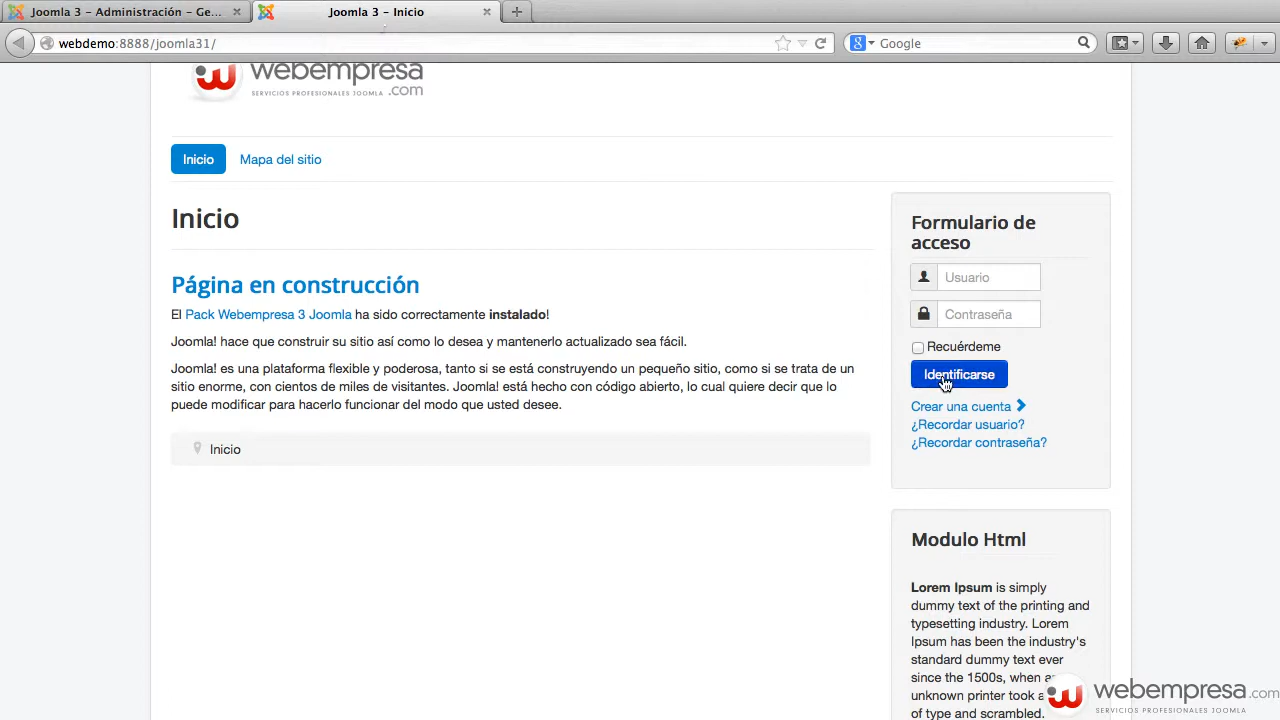 Joomla 3 – Administración – Ge...
Joomla 3 – Inicio
webdemo:8888/joomla31/
Google
webempresa
SERVICIOS PROFESIONALES JOOMLA .com
Inicio
Mapa del sitio
Inicio
Página en construcción
El Pack Webempresa 3 Joomla ha sido correctamente instalado!
Joomla! hace que construir su sitio así como lo desea y mantenerlo actualizado sea fácil.
Joomla! es una plataforma flexible y poderosa, tanto si se está construyendo un pequeño sitio, como si se trata de un
sitio enorme, con cientos de miles de visitantes. Joomla! está hecho con código abierto, lo cual quiere decir que lo
puede modificar para hacerlo funcionar del modo que usted desee.
Inicio
Formulario de
acceso
Usuario
Contraseña
Recuérdeme
Identificarse
Crear una cuenta
¿Recordar usuario?
¿Recordar contraseña?
Modulo Html
Lorem Ipsum is simply
dummy text of the printing and
typesetting industry. Lorem
Ipsum has been the industry's
standard dummy text ever
since the 1500s, when
unknown printer took a
of type and scrambled.
webempresa.com
SERVICIOS PROFESIONALES JOOMLA